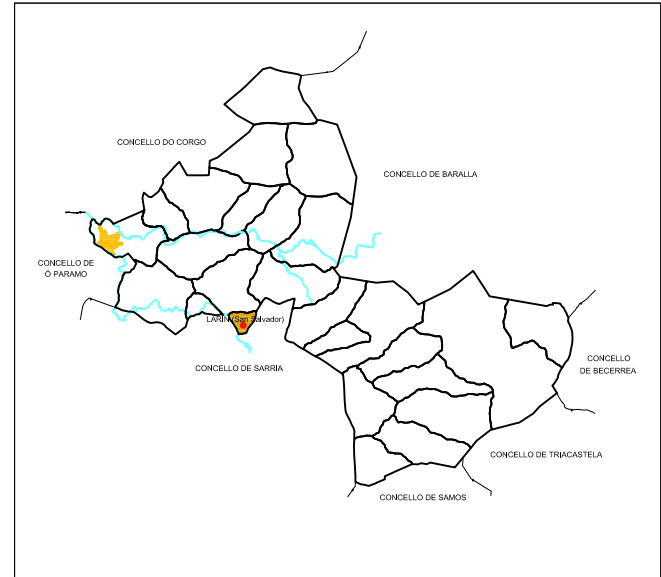 CONCELLO DO CORGO
CONCELLO DE BARALLA
CONCELLO DE
Ó PARAMO
LARIN (San Salvador)
CONCELLO DE SARRIA
CONCELLO
DE BECERREA
CONCELLO DE TRIACASTELA
CONCELLO DE SAMOS